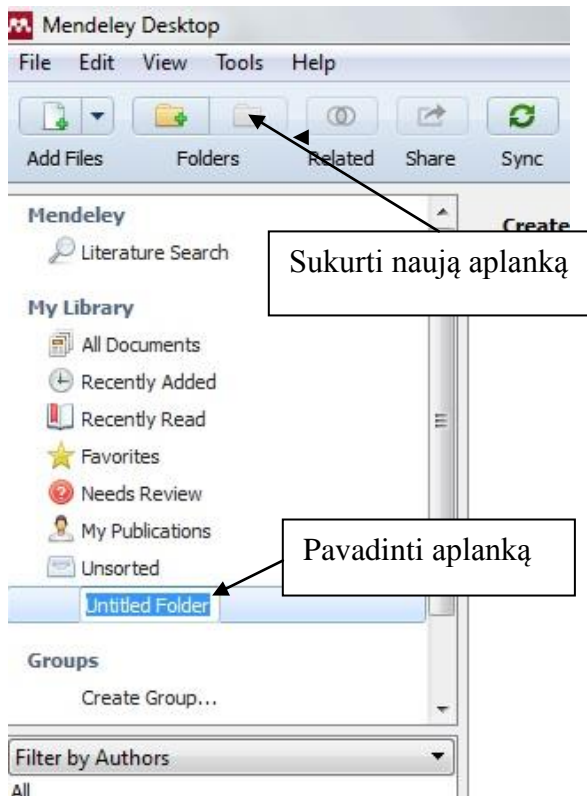 Mendeley Desktop
File Edit View Tools Help
Add Files Folders Related Share Sync
Mendeley
Create
Literature Search
Sukurti naują aplanką
My Library
All Documents
Recently Added
Recently Read
Favorites
Needs Review
My Publications
Pavadinti aplanką
Unsorted
Untitled Folder
Groups
Create Group...
Filter by Authors
All